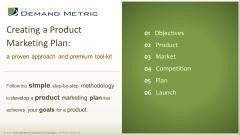 DEMAND METRIC
Creating a Product
Marketing Plan:
a proven approach and premium tool-kit
Follow this simple, step-by-step, methodology
to develop a product marketing plan that
achieves your goals for a product.
01 Objectives
02 Product
03 Market
04 Competition
05 Plan
06 Launch